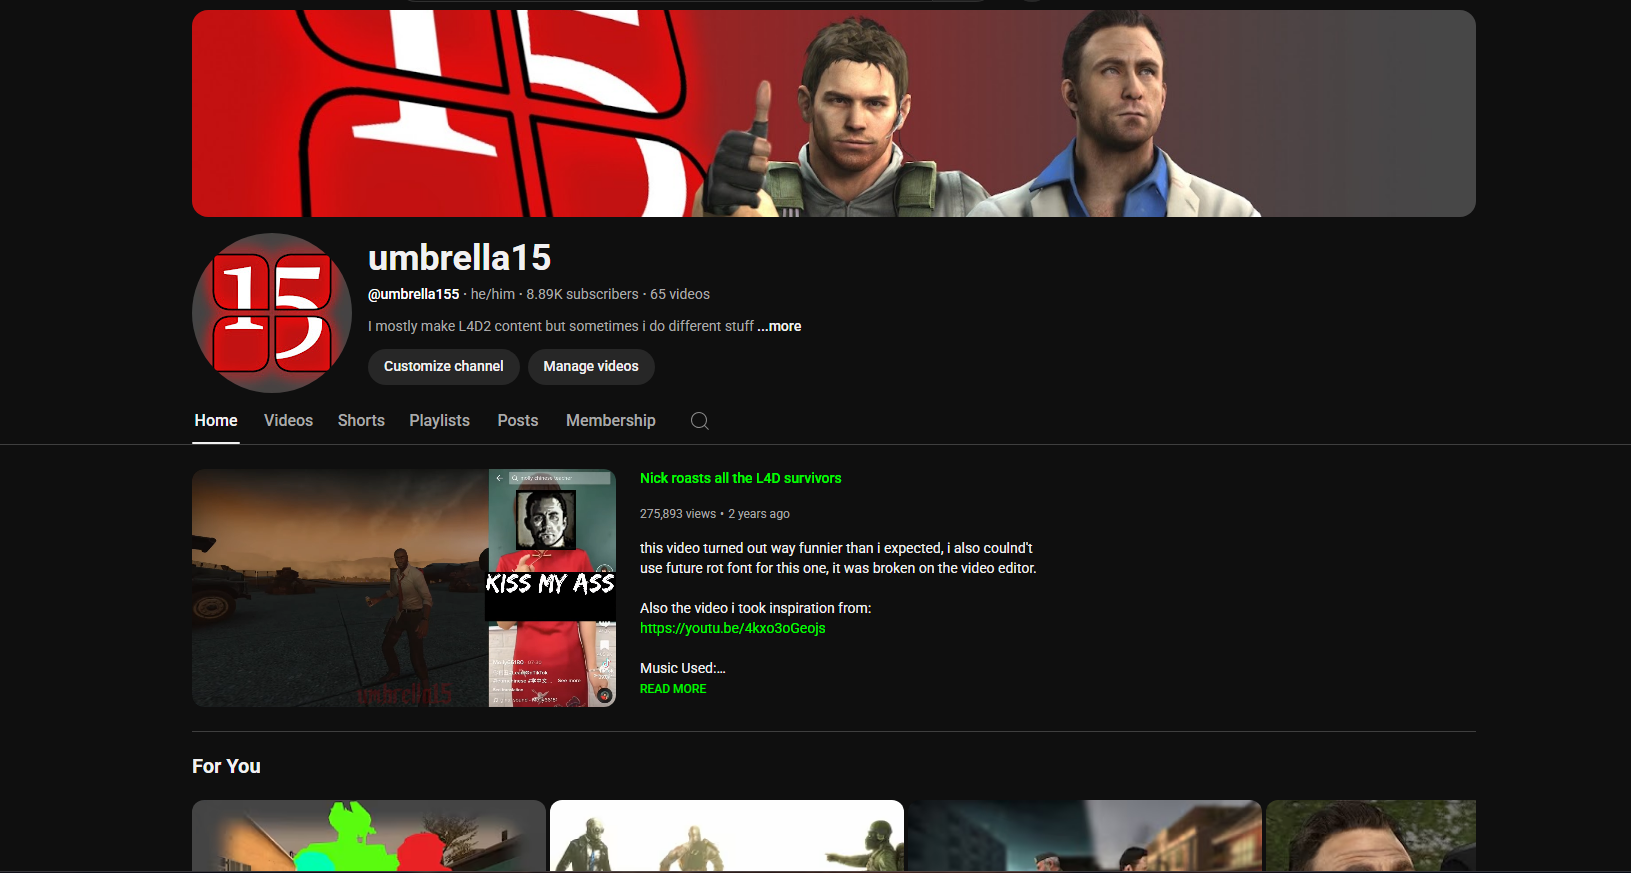 15
umbrella15
@umbrella155 · he/him · 8.89K subscribers · 65 videos
I mostly make L4D2 content but sometimes i do different stuff ...more
Customize channel
Manage videos
Home
Videos
Shorts
Playlists
Posts
Membership
KISS MY ASS
See more
umbrella15
Nick roasts all the L4D survivors
275,893 views • 2 years ago
this video turned out way funnier than i expected, i also coulnd't
use future rot font for this one, it was broken on the video editor.
Also the video i took inspiration from:
https://youtu.be/4kxo3oGeojs
Music Used:...
READ MORE
For You